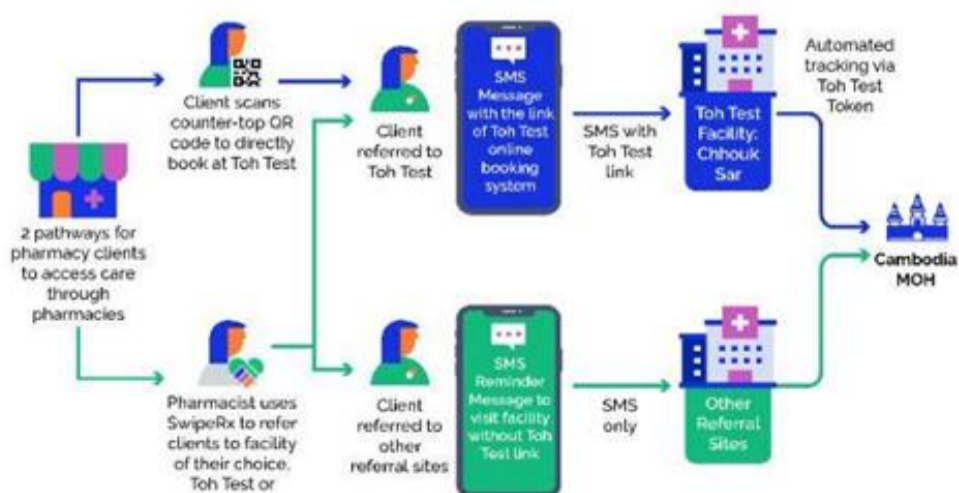 Client scans
counter-top QR
code to directly
book at Toh Test
Client
referred to
Toh Test
SMS
Message
with the link
of Toh Test
online
booking
system
SMS with
Toh Test
link
Toh Test
Facility:
Chhouk
Sar
Automated
tracking via
Toh Test
Token
2 pathways for
pharmacy clients
to access care
through
pharmacies
Cambodia
MOH
Pharmacist uses
SwipeRx to refer
clients to facility
of their choice,
Toh Test or
Client
referred to
other
referral sites
SMS
Reminder
Message to
visit facility
without Toh
Test link
SMS
only
Other
Referral
Sites